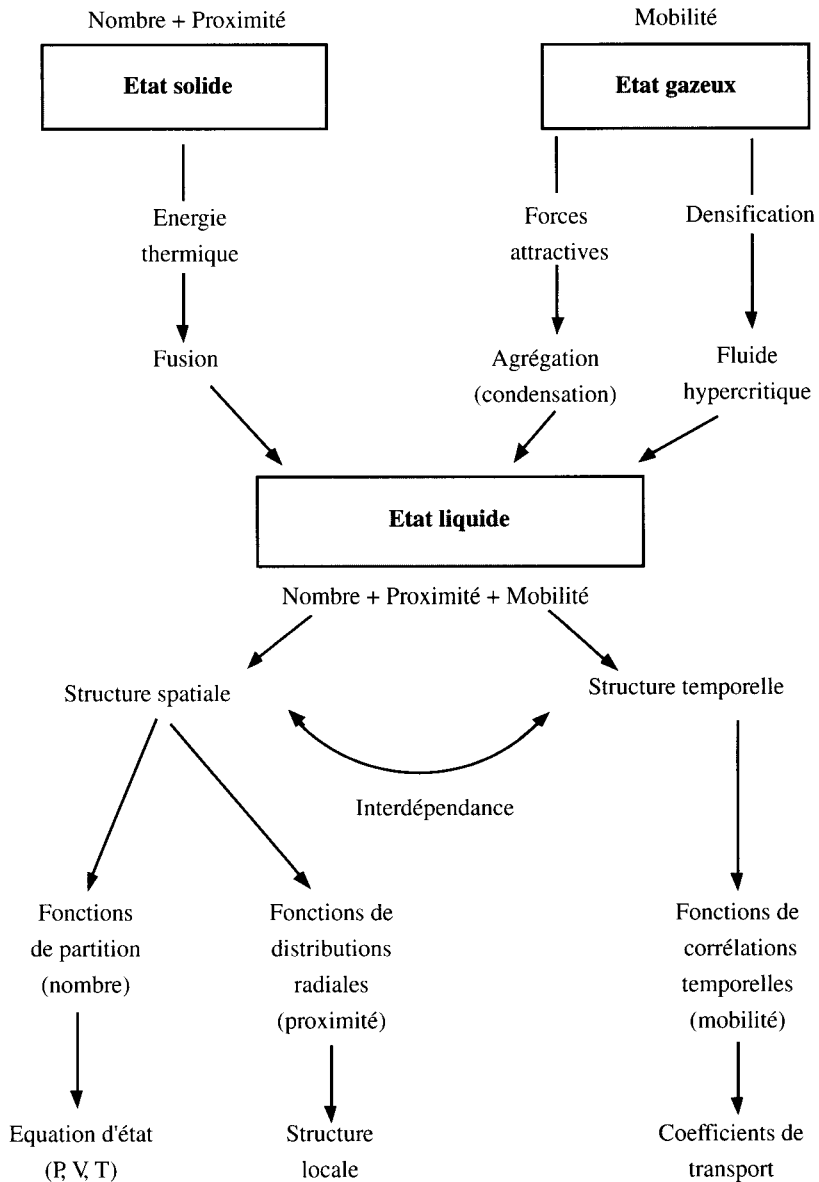 Nombre + Proximité
Mobilité
Etat solide
Etat gazeux
Energie
thermique
Forces
attractives
Densification
Fusion
Agrégation
(condensation)
Fluide
hypercritique
Etat liquide
Nombre + Proximité + Mobilité
Structure spatiale
Structure temporelle
Interdépendance
Fonctions
de partition
(nombre)
Fonctions de
distributions
radiales
(proximité)
Fonctions de
corrélations
temporelles
(mobilité)
Equation d'état
(P, V, T)
Structure
locale
Coefficients de
transport